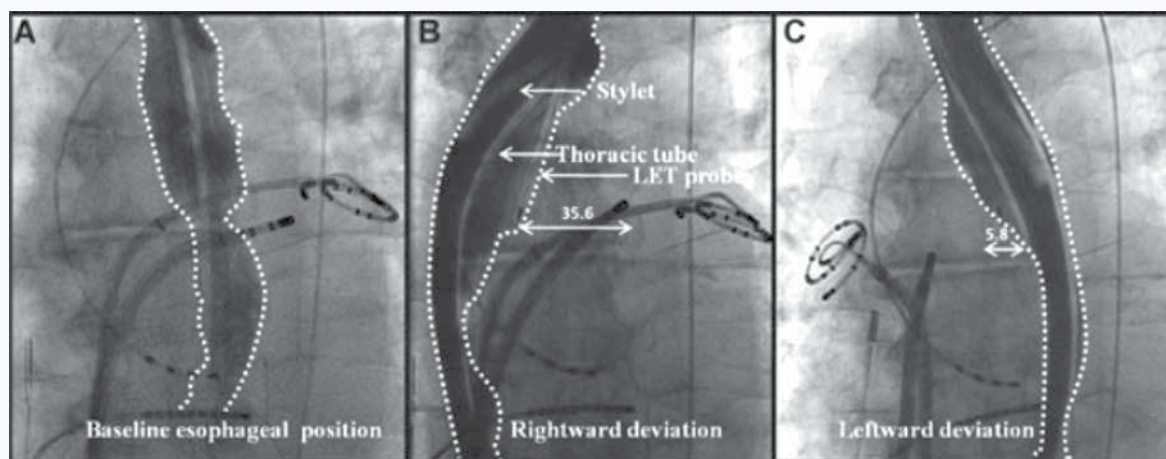 A
B
C
Stylet
Thoracic tube
LET probe
35.6
5.8
Baseline esophageal position
Rightward deviation
Leftward deviation